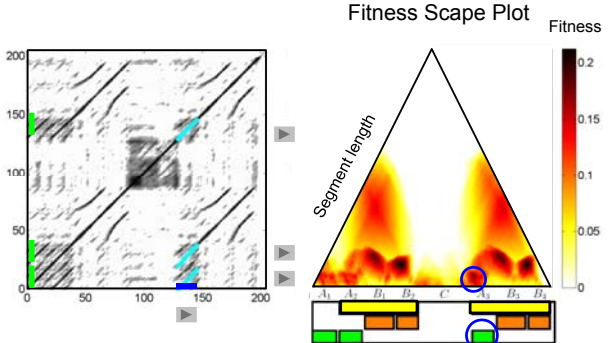 Fitness Scape Plot
Fitness
200
150
100
50
0
0 50 100 150 200
Segment length
0.2
0.15
0.1
0.05
0
A1 A2 B1 B2 C A3 B3 B4